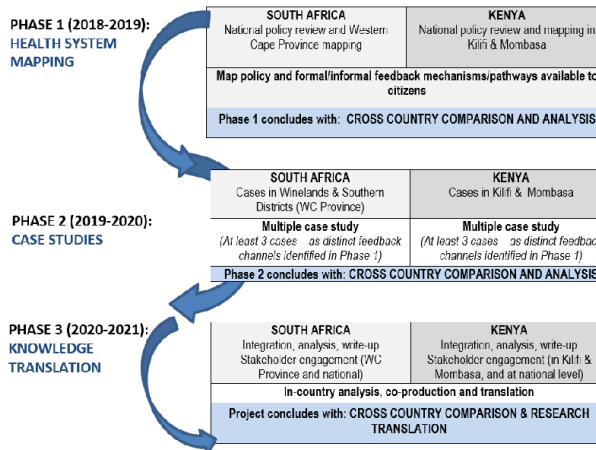 PHASE 1 (2018-2019):
HEALTH SYSTEM
MAPPING
SOUTH AFRICA
National policy review and Western
Cape Province mapping
KENYA
National policy review and mapping in
Kilifi & Mombasa
Map policy and formal/informal feedback mechanisms/pathways available to
citizens
Phase 1 concludes with: CROSS COUNTRY COMPARISON AND ANALYSIS
PHASE 2 (2019-2020):
CASE STUDIES
SOUTH AFRICA
Cases in Winelands & Southern
Districts (WC Province)
KENYA
Cases in Kilifi & Mombasa
Multiple case study
(At least 3 cases as distinct feedback
channels identified in Phase 1)
Multiple case study
(At least 3 cases as distinct feedbac
channels identified in Phase 1)
Phase 2 concludes with: CROSS COUNTRY COMPARISON AND ANALYSIS
PHASE 3 (2020-2021):
KNOWLEDGE
TRANSLATION
SOUTH AFRICA
Integration, analysis, write-up
Stakeholder engagement (WC
Province and national)
KENYA
Integration, analysis, write-up
Stakeholder engagement (in Kilifi &
Mombasa, and at national level)
In-country analysis, co-production and translation
Project concludes with: CROSS COUNTRY COMPARISON & RESEARCH
TRANSLATION